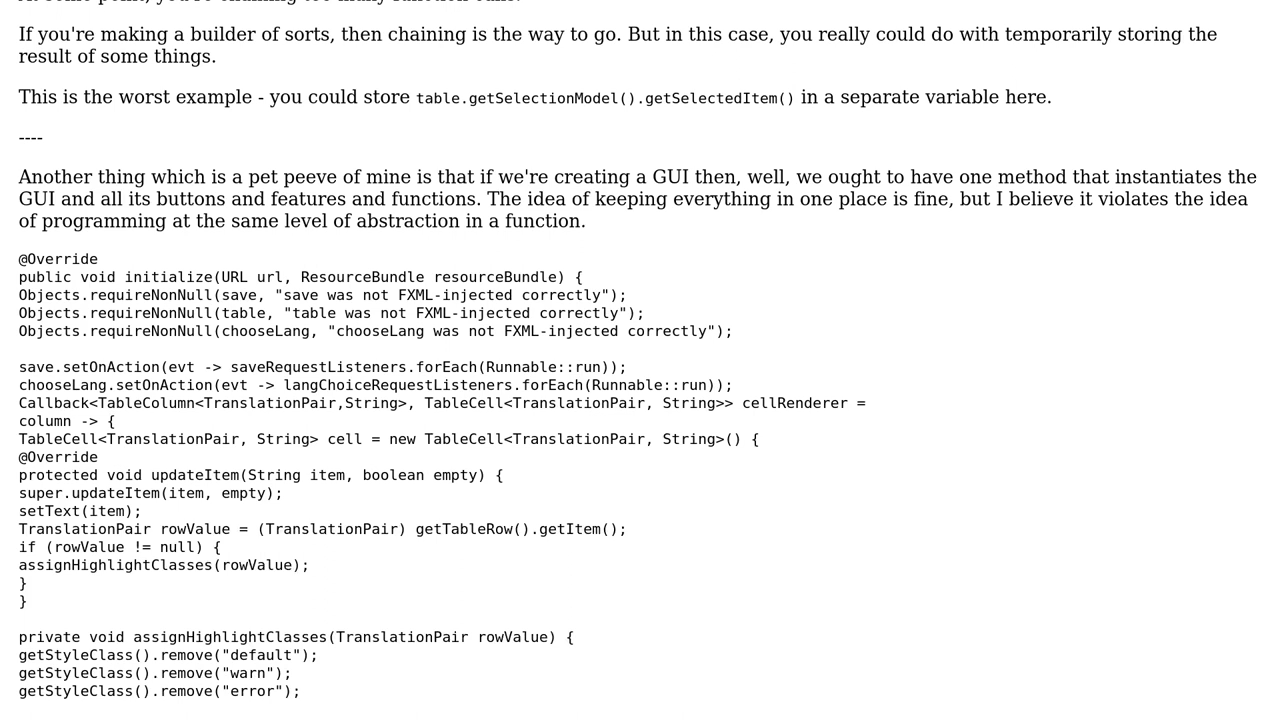 If you're making a builder of sorts, then chaining is the way to go. But in this case, you really could do with temporarily storing the
result of some things.
This is the worst example - you could store table.getSelectionModel().getSelectedItem() in a separate variable here.
----
Another thing which is a pet peeve of mine is that if we're creating a GUI then, well, we ought to have one method that instantiates the
GUI and all its buttons and features and functions. The idea of keeping everything in one place is fine, but I believe it violates the idea
of programming at the same level of abstraction in a function.
@Override
public void initialize(URL url, ResourceBundle resourceBundle) {
Objects.requireNonNull(save, "save was not FXML-injected correctly");
Objects.requireNonNull(table, "table was not FXML-injected correctly");
Objects.requireNonNull(chooseLang, "chooseLang was not FXML-injected correctly");
save.setOnAction(evt -> saveRequestListeners.forEach(Runnable::run));
chooseLang.setOnAction(evt -> langChoiceRequestListeners.forEach(Runnable::run));
Callback<TableColumn<TranslationPair,String>, TableCell<TranslationPair, String>> cellRenderer =
column -> {
TableCell<TranslationPair, String> cell = new TableCell<TranslationPair, String>() {
@Override
protected void updateItem(String item, boolean empty) {
super.updateItem(item, empty);
setText(item);
TranslationPair rowValue = (TranslationPair) getTableRow().getItem();
if (rowValue != null) {
assignHighlightClasses(rowValue);
}
}
private void assignHighlightClasses(TranslationPair rowValue) {
getStyleClass().remove("default");
getStyleClass().remove("warn");
getStyleClass().remove("error");